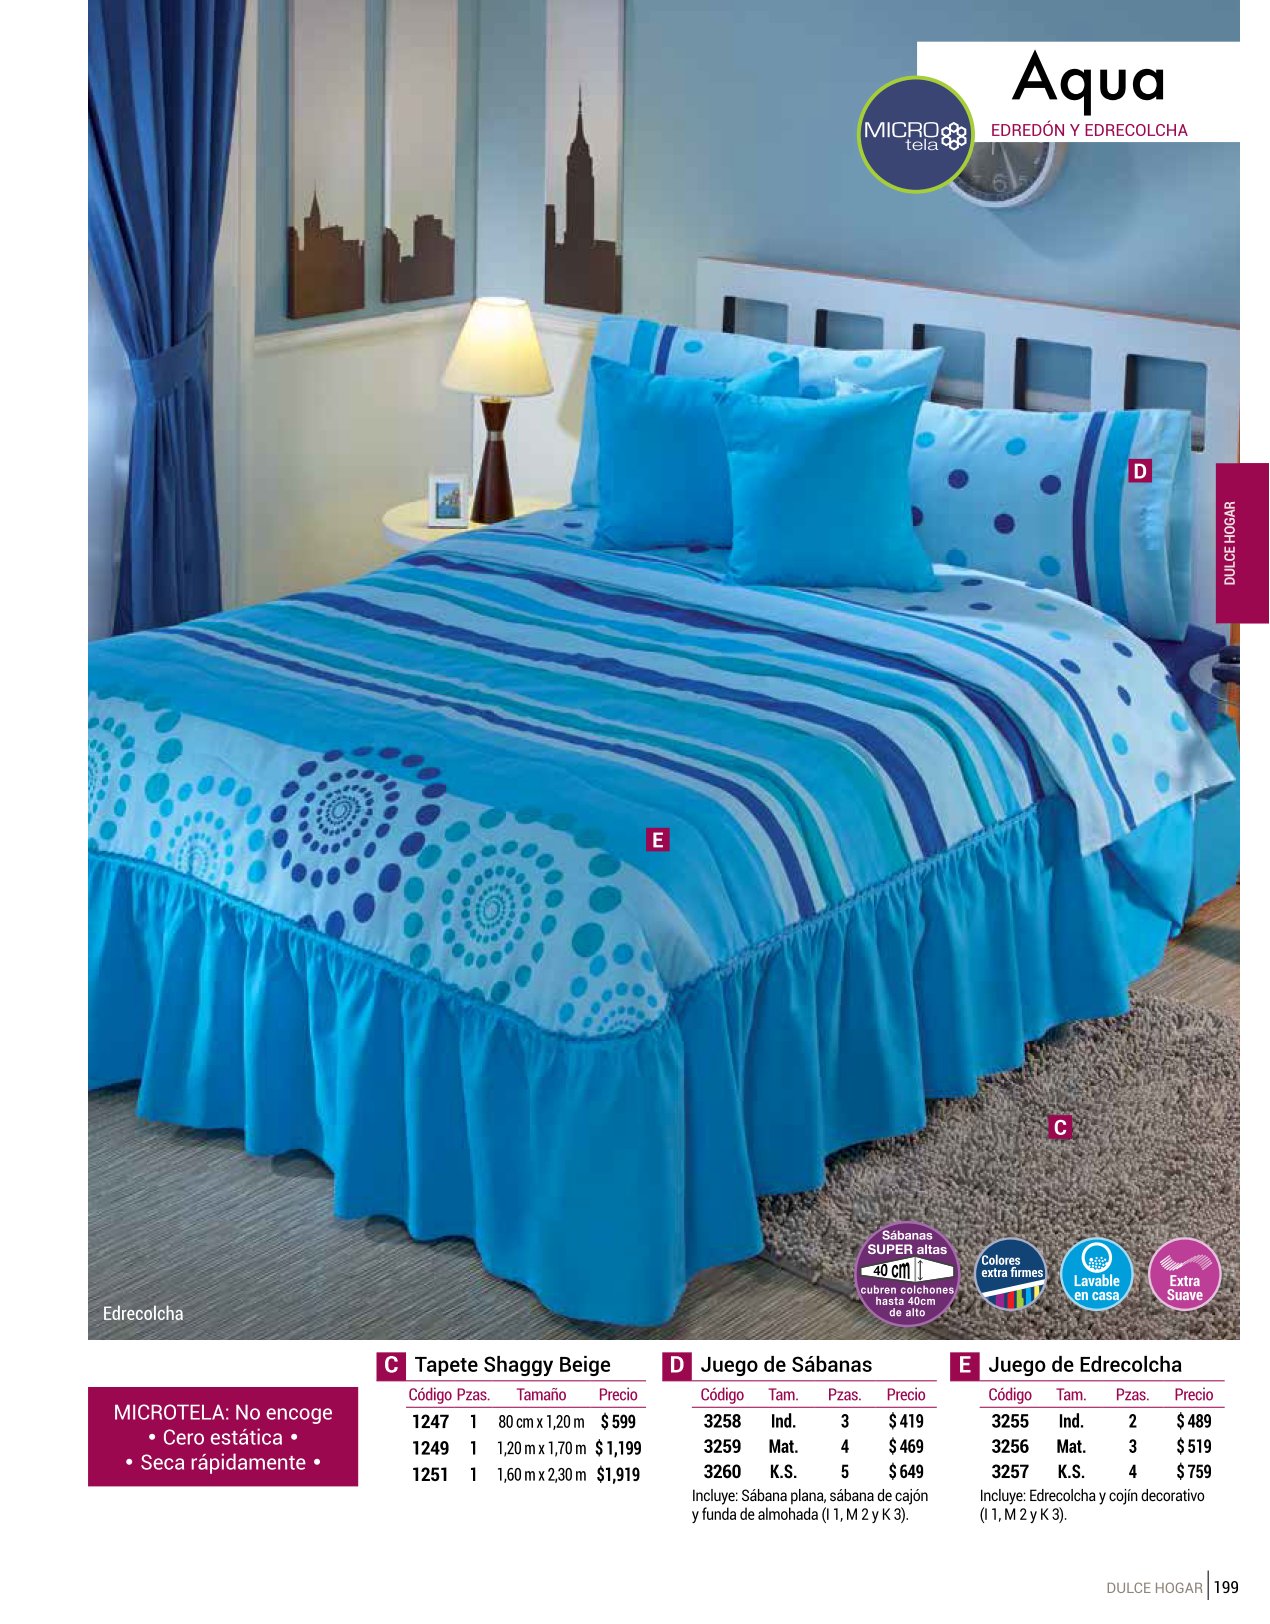 Aqua
EDREDÓN Y EDRECOLCHA
MICRO
tela
6 5
D
DULCE HOGAR
E
C
Sábanas
SUPER altas
40 cm
cubren colchones
hasta 40cm
de alto
Colores
extra firmes
Lavable
en casa
Extra
Suave
Edrecolcha
MICROTELA: No encoge
• Cero estática •
• Seca rápidamente •
C Tapete Shaggy Beige
Código Pzas. Tamaño Precio
1247 1 80 cm x 1,20 m $ 599
1249 1 1,20 m x 1,70 m $ 1,199
1251 1 1,60 m x 2,30 m $1,919
D Juego de Sábanas
Código Tam. Pzas. Precio
3258 Ind. 3 $ 419
3259 Mat. 4 $ 469
3260 K.S. 5 $ 649
Incluye: Sábana plana, sábana de cajón
y funda de almohada (I 1, M 2 y K 3).
E Juego de Edrecolcha
Código Tam. Pzas. Precio
3255 Ind. 2 $ 489
3256 Mat. 3 $ 519
3257 K.S. 4 $ 759
Incluye: Edrecolcha y cojín decorativo
(I 1, M 2 y K 3).
DULCE HOGAR 199